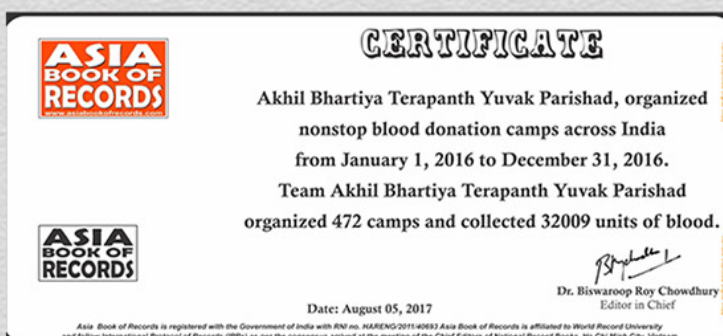 ASIA
BOOK OF
RECORDS
www.asiabookofrecords.com
CERTIFICATE
Akhil Bhartiya Terapanth Yuvak Parishad, organized
nonstop blood donation camps across India
from January 1, 2016 to December 31, 2016.
Team Akhil Bhartiya Terapanth Yuvak Parishad
organized 472 camps and collected 32009 units of blood.
ASIA
BOOK OF
RECORDS
Dr. Biswaroop Roy Chowdhury
Editor in Chief
Date: August 05, 2017
Asia Book of Records is registered with the Government of India with RNI no. HARENG/2011/40693 Asia Book of Records is affiliated to World Record University